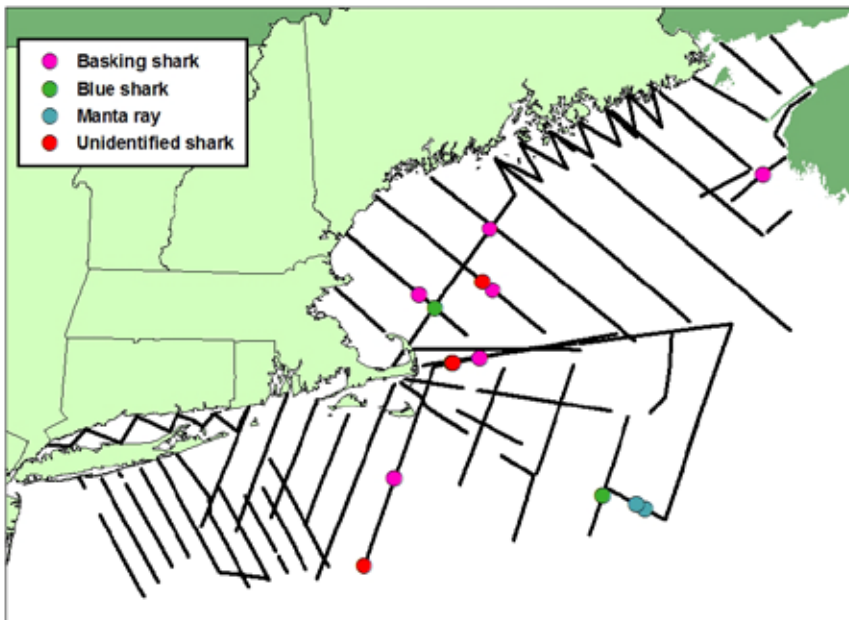 Basking shark
Blue shark
Manta ray
Unidentified shark